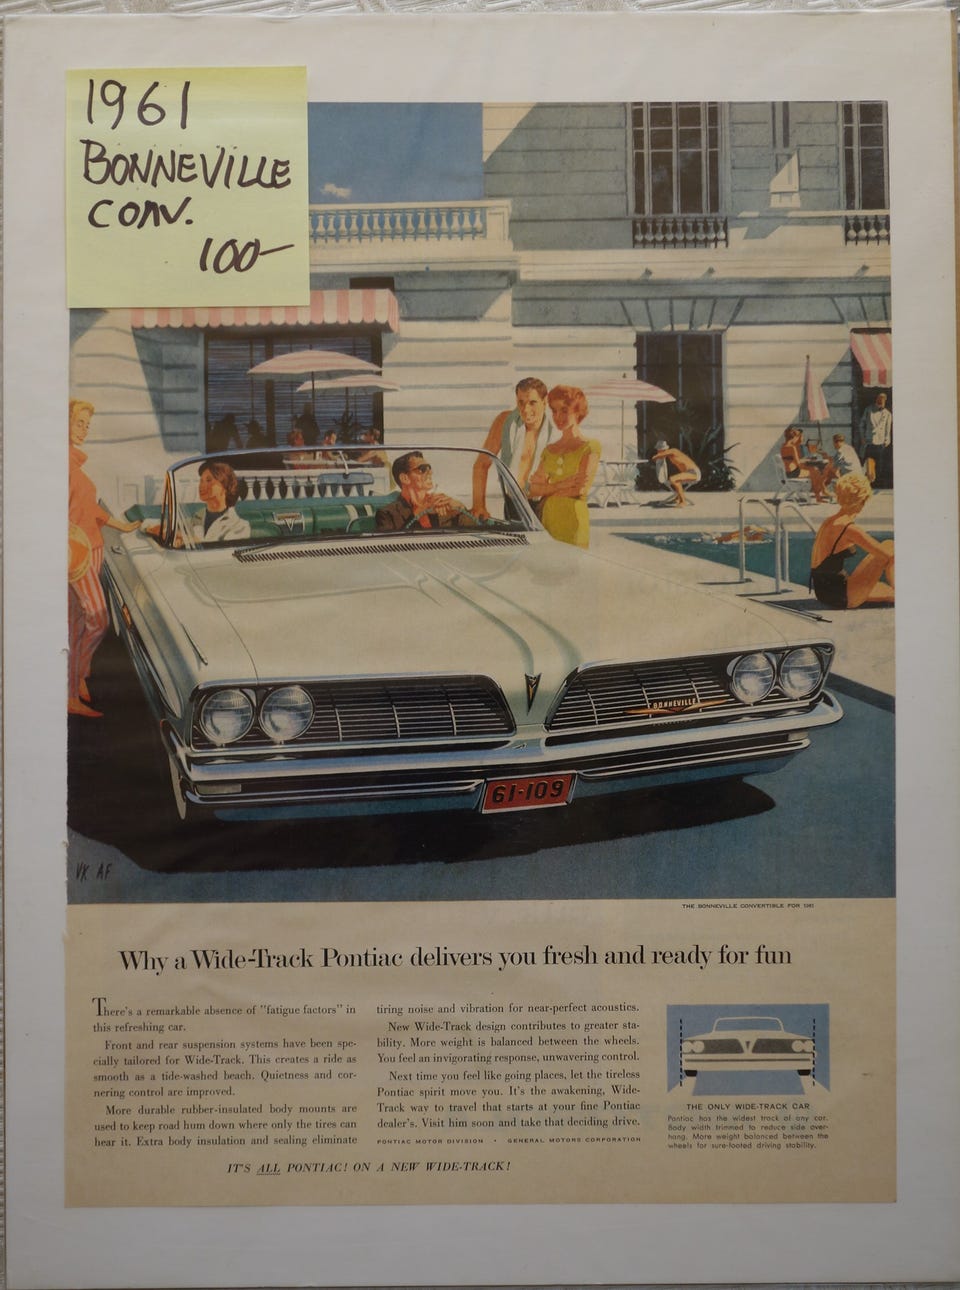 1961
BONNEVILLE
CONV.
100-
BONNEVILLE
61-109
VK AF
THE BONNEVILLE CONVERTIBLE FOR 1961
Why a Wide-Track Pontiac delivers you fresh and ready for fun
There's a remarkable absence of "fatigue factors" in
this refreshing car.
Front and rear suspension systems have been spe-
cially tailored for Wide-Track. This creates a ride as
smooth as a tide-washed beach. Quietness and cor-
nering control are improved.
More durable rubber-insulated body mounts are
used to keep road hum down where only the tires can
hear it. Extra body insulation and sealing eliminate
tiring noise and vibration for near-perfect acoustics.
New Wide-Track design contributes to greater sta-
bility. More weight is balanced between the wheels.
You feel an invigorating response, unwavering control.
Next time you feel like going places, let the tireless
Pontiac spirit move you. It's the awakening, Wide-
Track way to travel that starts at your fine Pontiac
dealer's. Visit him soon and take that deciding drive.
PONTIAC MOTOR DIVISION • GENERAL MOTORS CORPORATION
THE ONLY WIDE-TRACK CAR
Pontiac has the widest track of any car.
Body width trimmed to reduce side over-
hang. More weight balanced between the
wheels for sure-footed driving stability.
IT'S ALL PONTIAC! ON A NEW WIDE-TRACK!